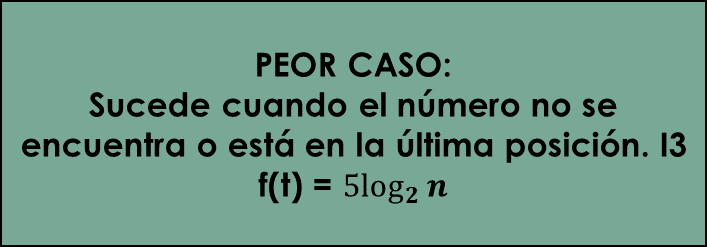 PEOR CASO:
Sucede cuando el número no se
encuentra o está en la última posición. I3
f(t) = 5log₂ n